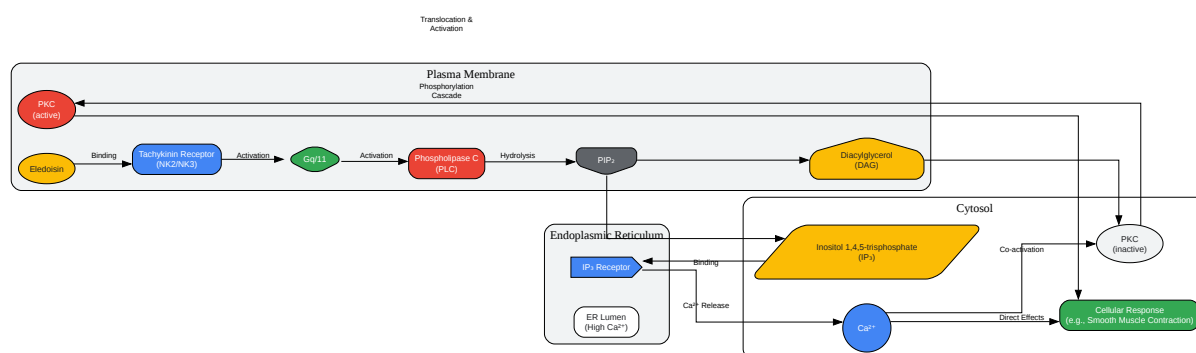 Translocation &
Activation
Plasma Membrane
Phosphorylation
Cascade
PKC
(active)
Eledoisin
Binding
Tachykinin Receptor
(NK2/NK3)
Activation
Gq/11
Activation
Phospholipase C
(PLC)
Hydrolysis
PIP₂
Diacylglycerol
(DAG)
Cytosol
Endoplasmic Reticulum
IP₃ Receptor
Binding
Inositol 1,4,5-trisphosphate
(IP₃)
Co-activation
PKC
(inactive)
ER Lumen
(High Ca²⁺)
Ca²⁺ Release
Ca²⁺
Direct Effects
Cellular Response
(e.g., Smooth Muscle Contraction)